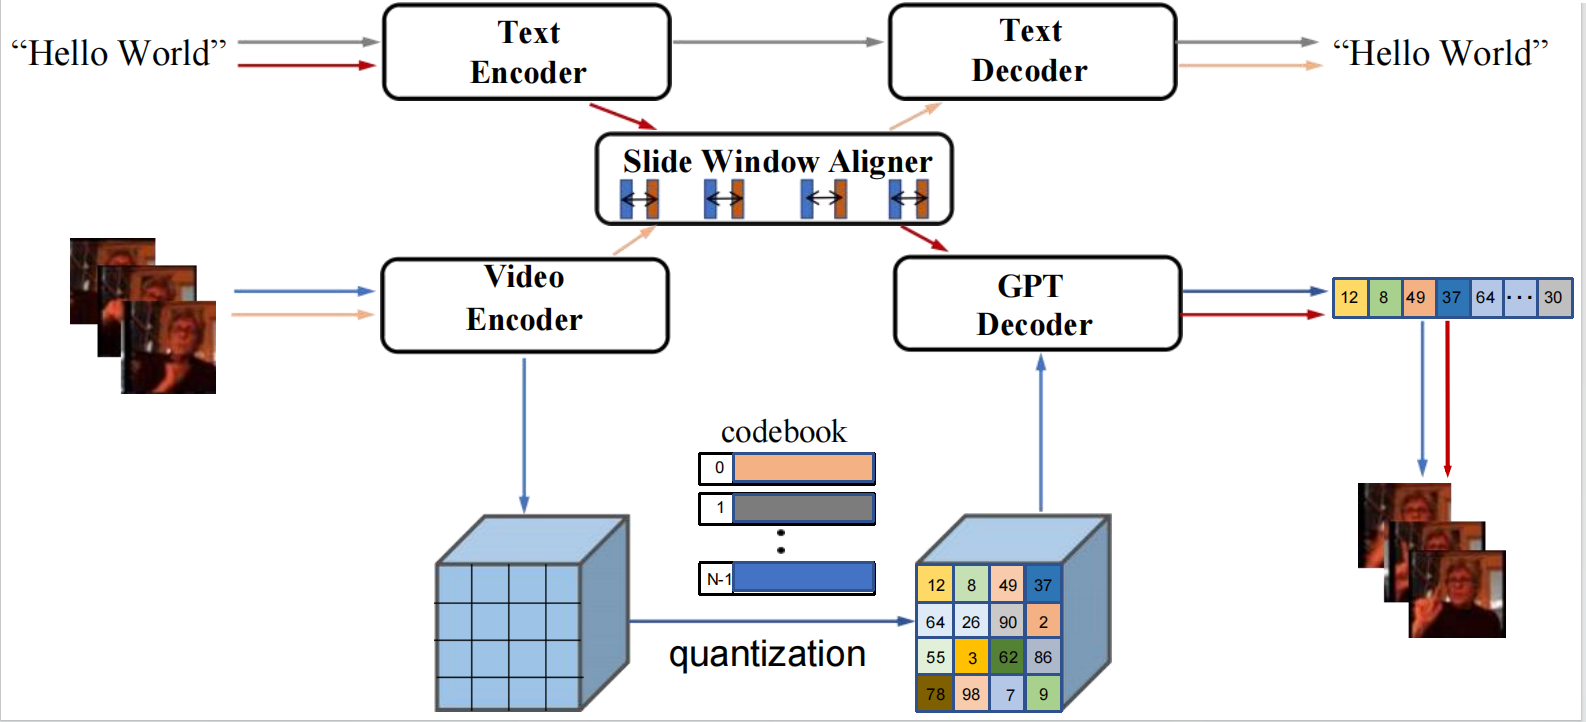 “Hello World”
Text
Encoder
Text
Decoder
“Hello World”
Slide Window Aligner
Video
Encoder
GPT
Decoder
12 8 49 37 64 ··· 30
codebook
0
1
N-1
quantization
12 8 49 37
64 26 90 2
55 3 62 86
78 98 7 9